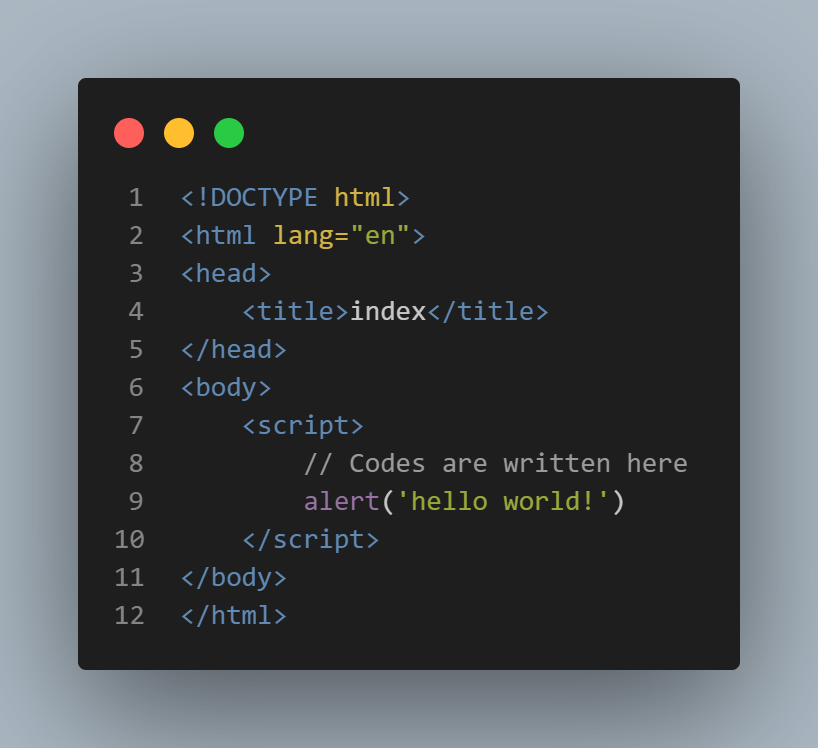 1 <!DOCTYPE html>
2 <html lang="en">
3 <head>
4     <title>index</title>
5 </head>
6 <body>
7     <script>
8         // Codes are written here
9         alert('hello world!')
10     </script>
11 </body>
12 </html>